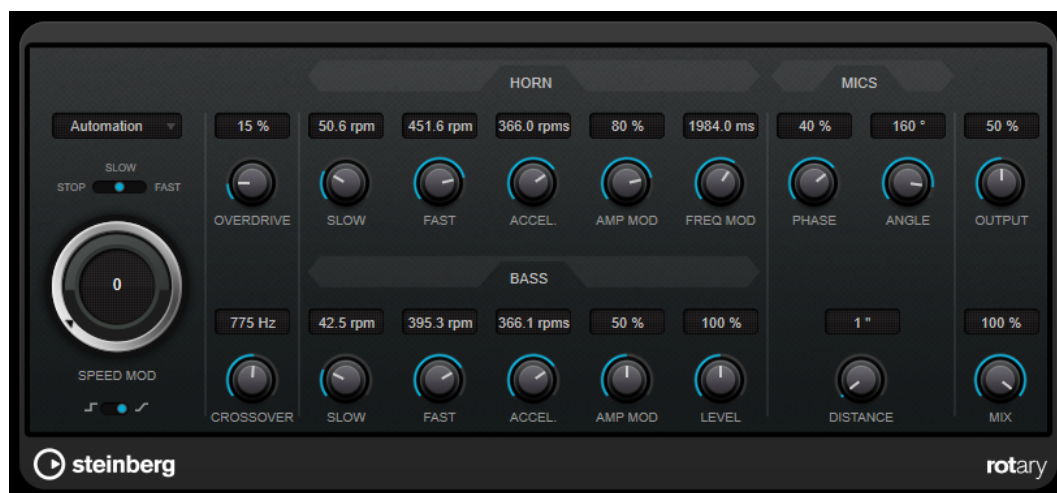 HORN MICS
Automation 15 % 50.6 rpm 451.6 rpm 366.0 rpms 80 % 1984.0 ms 40 % 160 ° 50 %
SLOW
STOP FAST
OVERDRIVE SLOW FAST ACCEL. AMP MOD FREQ MOD PHASE ANGLE OUTPUT
BASS
0
775 Hz 42.5 rpm 395.3 rpm 366.1 rpms 50 % 100 % 1 " 100 %
SPEED MOD
CROSSOVER SLOW FAST ACCEL. AMP MOD LEVEL DISTANCE MIX
steinberg rotary